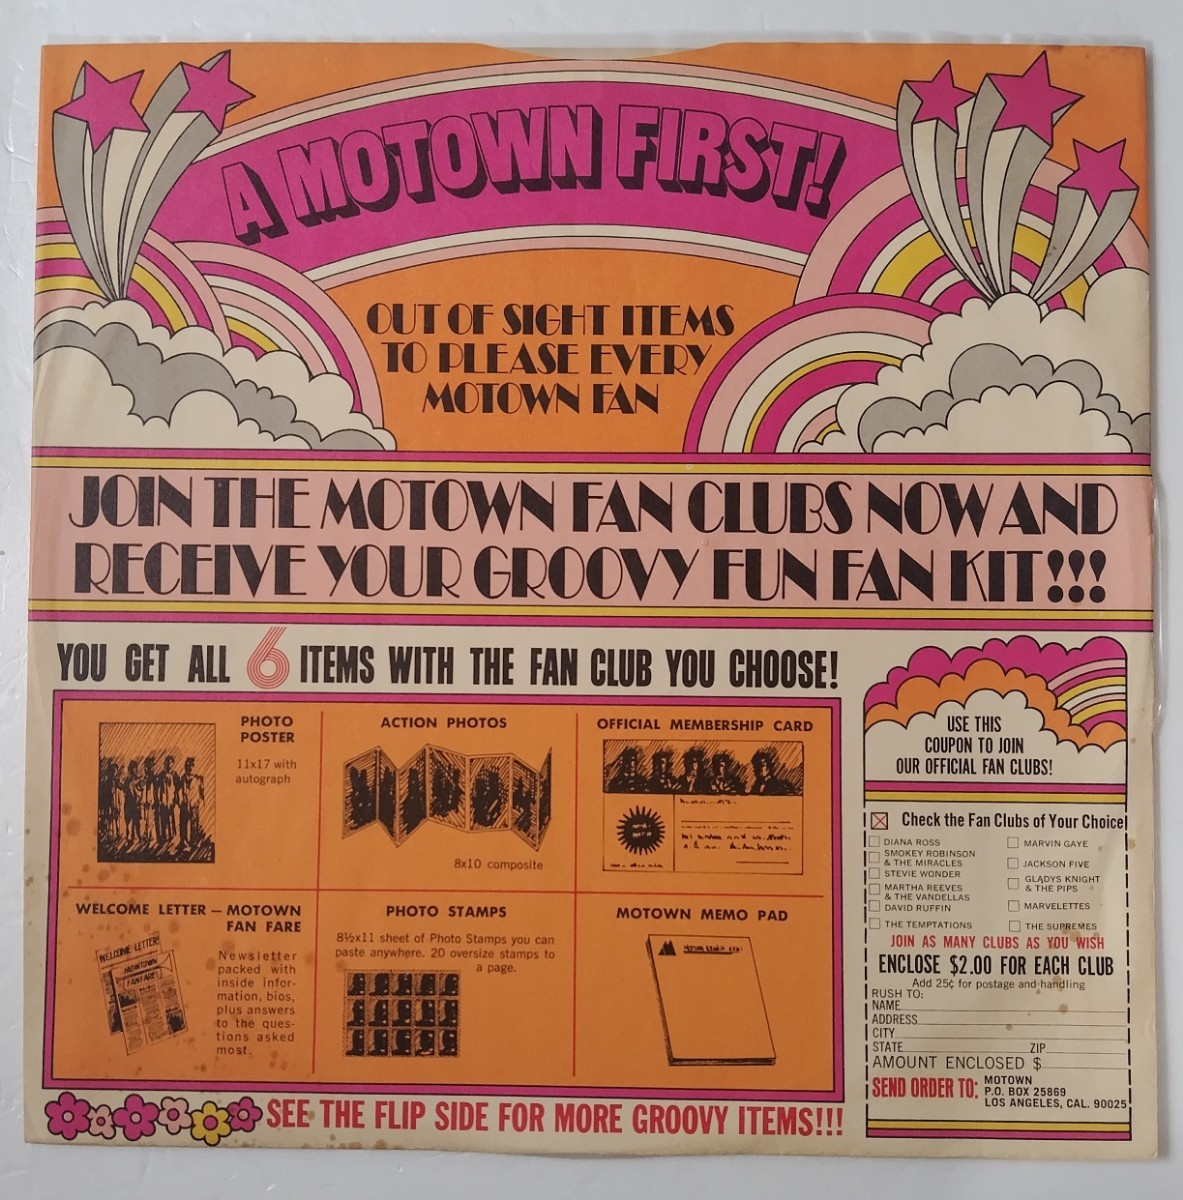 A MOTOWN FIRST!
OUT OF SIGHT ITEMS
TO PLEASE EVERY
MOTOWN FAN
JOIN THE MOTOWN FAN CLUBS NOW AND
RECEIVE YOUR GROOVY FUN FAN KIT!!!
YOU GET ALL 6 ITEMS WITH THE FAN CLUB YOU CHOOSE!
PHOTO
POSTER
11x17 with
autograph
ACTION PHOTOS
8x10 composite
OFFICIAL MEMBERSHIP CARD
WELCOME LETTER — MOTOWN
FAN FARE
WELCOME LETTER!
Newsletter
packed with
inside infor-
mation, bios,
plus answers
to the ques-
tions asked
most.
PHOTO STAMPS
8½x11 sheet of Photo Stamps you can
paste anywhere. 20 oversize stamps to
a page.
MOTOWN MEMO PAD
SEE THE FLIP SIDE FOR MORE GROOVY ITEMS!!!
USE THIS
COUPON TO JOIN
OUR OFFICIAL FAN CLUBS!
Check the Fan Clubs of Your Choice
DIANA ROSS
SMOKEY ROBINSON
& THE MIRACLES
STEVIE WONDER
MARTHA REEVES
& THE VANDELLAS
DAVID RUFFIN
THE TEMPTATIONS
MARVIN GAYE
JACKSON FIVE
GLADYS KNIGHT
& THE PIPS
MARVELETTES
THE SUPREMES
JOIN AS MANY CLUBS AS YOU WISH
ENCLOSE $2.00 FOR EACH CLUB
Add 25¢ for postage and handling
RUSH TO:
NAME
ADDRESS
CITY
STATE ZIP
AMOUNT ENCLOSED $
SEND ORDER TO: MOTOWN
P.O. BOX 25869
LOS ANGELES, CAL. 90025